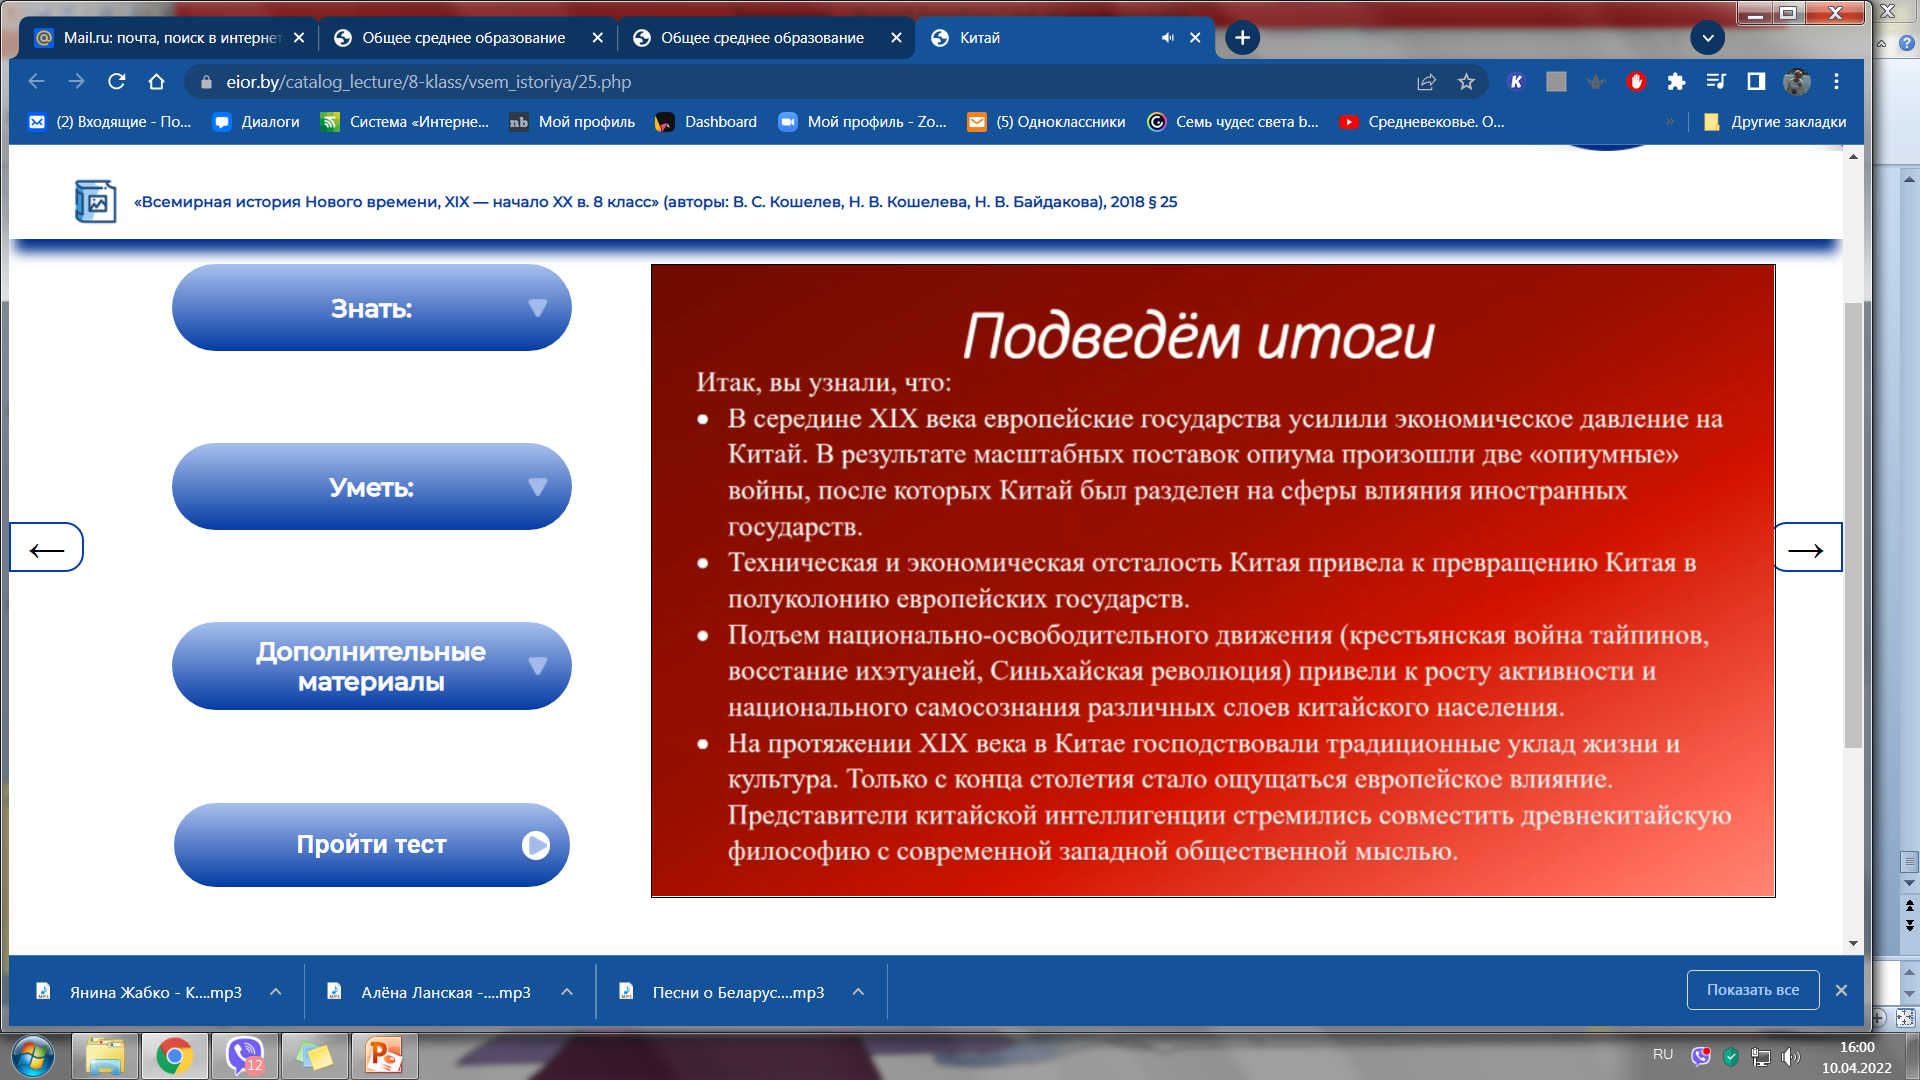 Mail.ru: почта, поиск в интернет
Общее среднее образование
Общее среднее образование
Китай
eior.by/catalog_lecture/8-klass/vsem_istoriya/25.php
(2) Входящие - По...
Диалоги
Система «Интерне...
nb Мой профиль
Dashboard
Мой профиль - Zo...
(5) Одноклассники
Семь чудес света b...
Средневековье. О...
Другие закладки
«Всемирная история Нового времени, XIX — начало XX в. 8 класс» (авторы: В. С. Кошелев, Н. В. Кошелева, Н. В. Байдакова), 2018 § 25
Знать:
Уметь:
Дополнительные
материалы
Пройти тест
Подведём итоги
Итак, вы узнали, что:
• В середине XIX века европейские государства усилили экономическое давление на
Китай. В результате масштабных поставок опиума произошли две «опиумные»
войны, после которых Китай был разделен на сферы влияния иностранных
государств.
• Техническая и экономическая отсталость Китая привела к превращению Китая в
полуколонию европейских государств.
• Подъем национально-освободительного движения (крестьянская война тайпинов,
восстание ихэтуаней, Синьхайская революция) привели к росту активности и
национального самосознания различных слоев китайского населения.
• На протяжении XIX века в Китае господствовали традиционные уклад жизни и
культура. Только с конца столетия стало ощущаться европейское влияние.
Представители китайской интеллигенции стремились совместить древнекитайскую
философию с современной западной общественной мыслью.
Янина Жабко - К....mp3
Алёна Ланская -....mp3
Песни о Беларус....mp3
Показать все
12
RU
16:00
10.04.2022